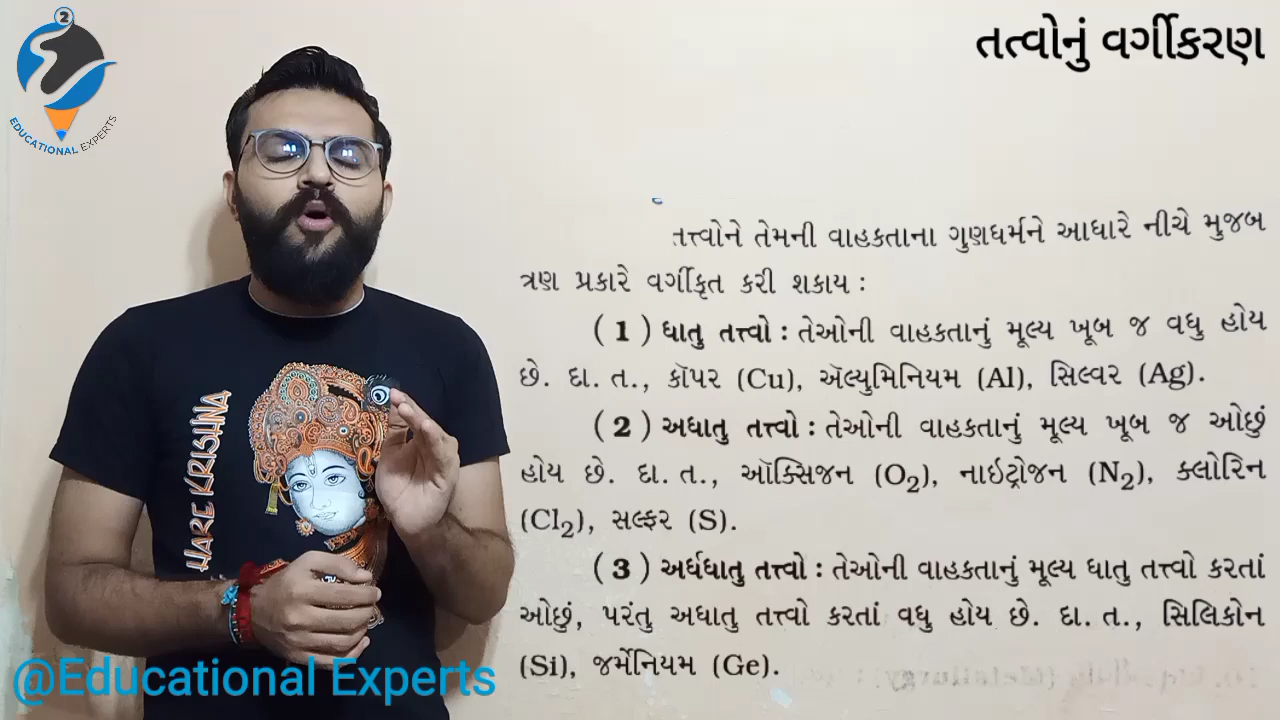 2
EDUCATIONAL EXPERTS
તત્વોનું વર્ગીકરણ
તત્ત્વોને તેમની વાહકતાના ગુણધર્મને આધારે નીચે મુજબ
ત્રણ પ્રકારે વર્ગીકૃત કરી શકાય :
( 1 ) ધાતુ તત્ત્વો : તેઓની વાહકતાનું મૂલ્ય ખૂબ જ વધુ હોય
છે. દા. ત., કૉપર (Cu), ઍલ્યુમિનિયમ (Al), સિલ્વર (Ag).
( 2 ) અધાતુ તત્ત્વો : તેઓની વાહકતાનું મૂલ્ય ખૂબ જ ઓછું
હોય છે. દા. ત., ઑક્સિજન (O₂), નાઇટ્રોજન (N₂), ક્લોરિન
(Cl₂), સલ્ફર (S).
( 3 ) અર્ધધાતુ તત્ત્વો : તેઓની વાહકતાનું મૂલ્ય ધાતુ તત્ત્વો કરતાં
ઓછું, પરંતુ અધાતુ તત્ત્વો કરતાં વધુ હોય છે. દા. ત., સિલિકોન
(Si), જર્મેનિયમ (Ge).
HARE KRISHNA
@Educational Experts